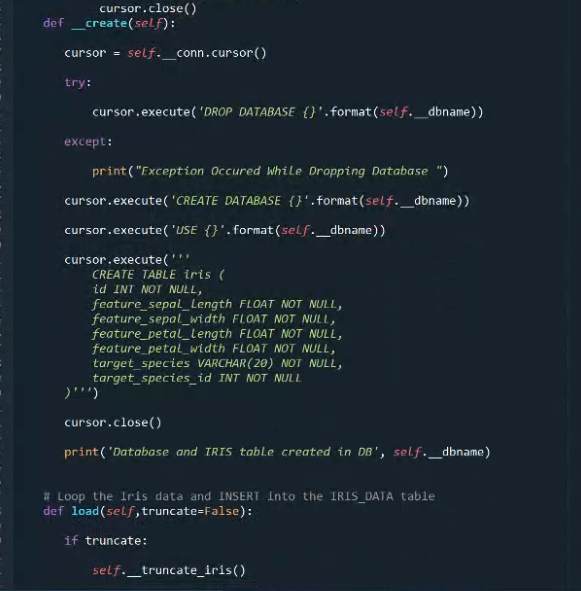 cursor.close()
def __create(self):
cursor = self.__conn.cursor()
try:
cursor.execute('DROP DATABASE {}'.format(self.__dbname))
except:
print("Exception Occured While Dropping Database ")
cursor.execute('CREATE DATABASE {}'.format(self.__dbname))
cursor.execute('USE {}'.format(self.__dbname))
cursor.execute('''
CREATE TABLE iris (
id INT NOT NULL,
feature_sepal_length FLOAT NOT NULL,
feature_sepal_width FLOAT NOT NULL,
feature_petal_length FLOAT NOT NULL,
feature_petal_width FLOAT NOT NULL,
target_species VARCHAR(20) NOT NULL,
target_species_id INT NOT NULL
)''')
cursor.close()
print('Database and IRIS table created in DB', self.__dbname)
# Loop the Iris data and INSERT into the IRIS_DATA table
def load(self,truncate=False):
if truncate:
self.__truncate_iris()